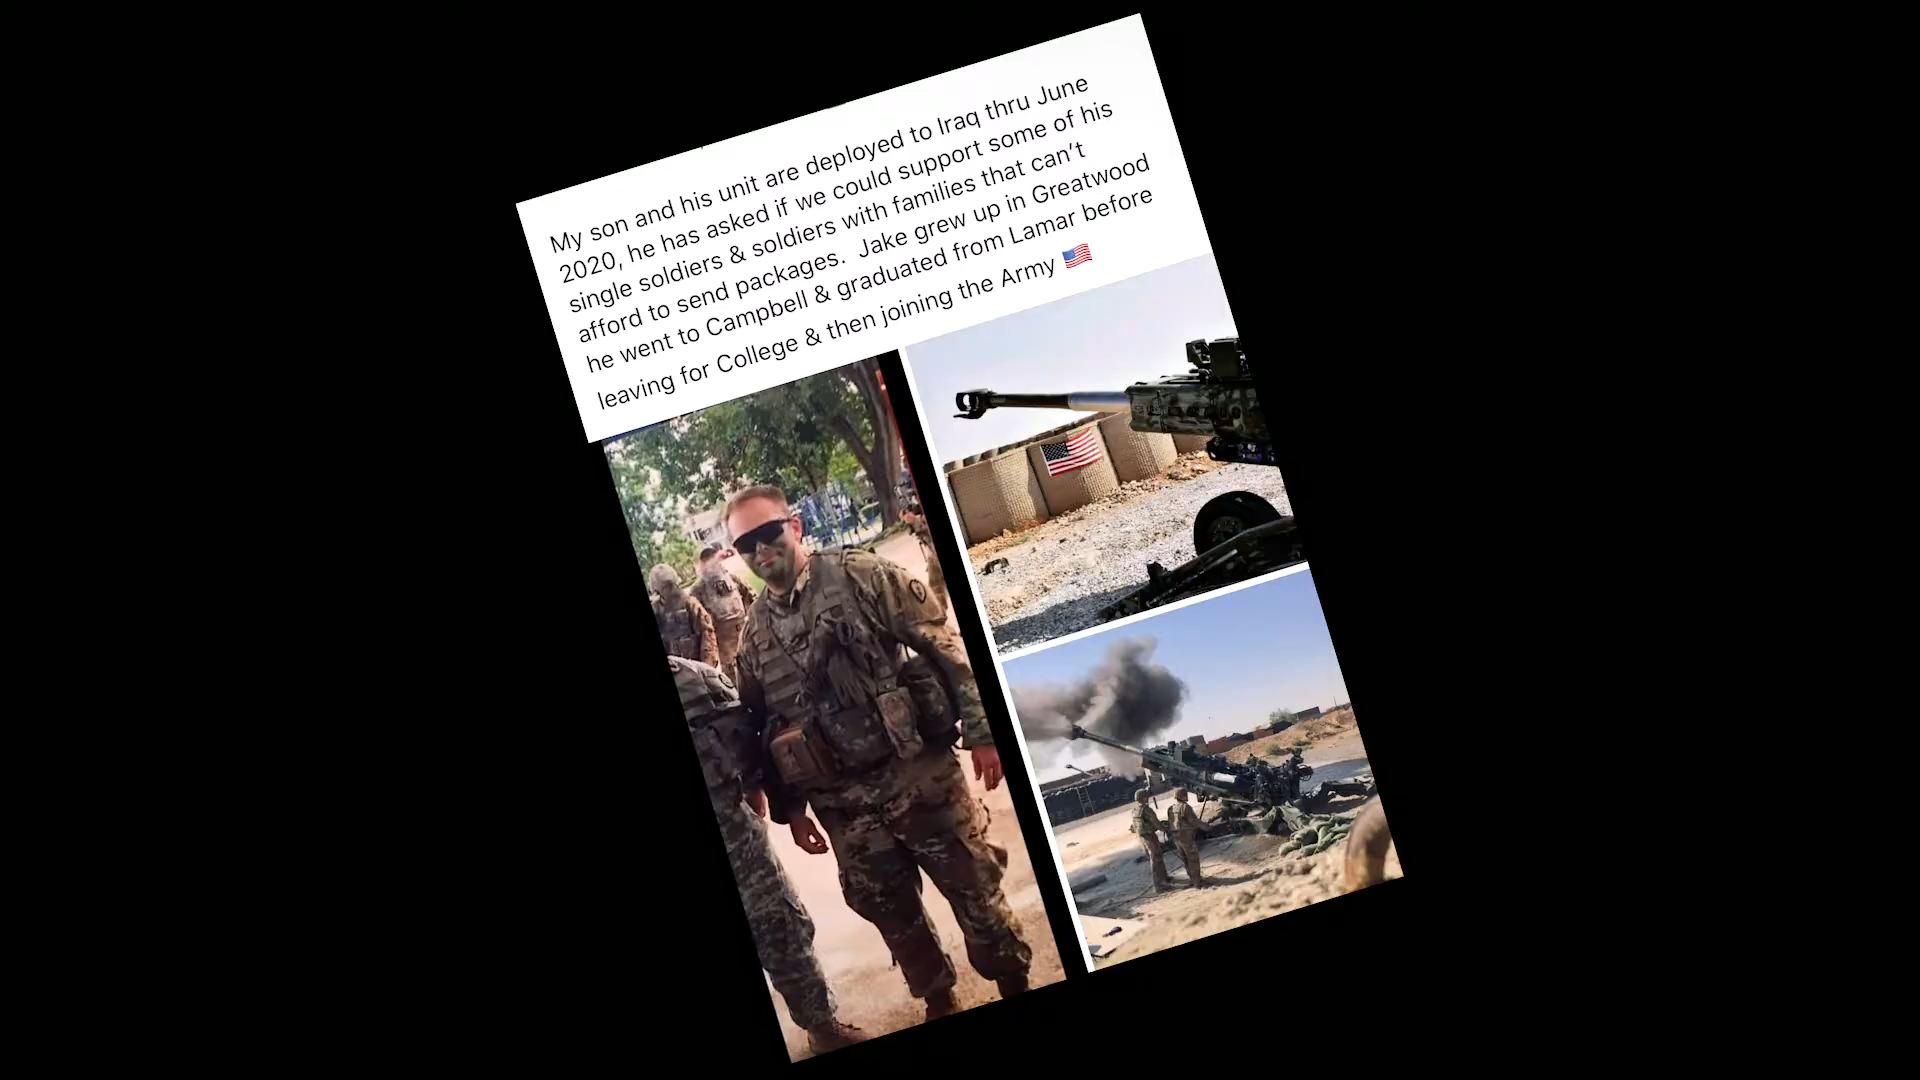 My son and his unit are deployed to Iraq thru June
2020, he has asked if we could support some of his
single soldiers & soldiers with families that can’t
afford to send packages.  Jake grew up in Greatwood
he went to Campbell & graduated from Lamar before
leaving for College & then joining the Army 🇺🇸